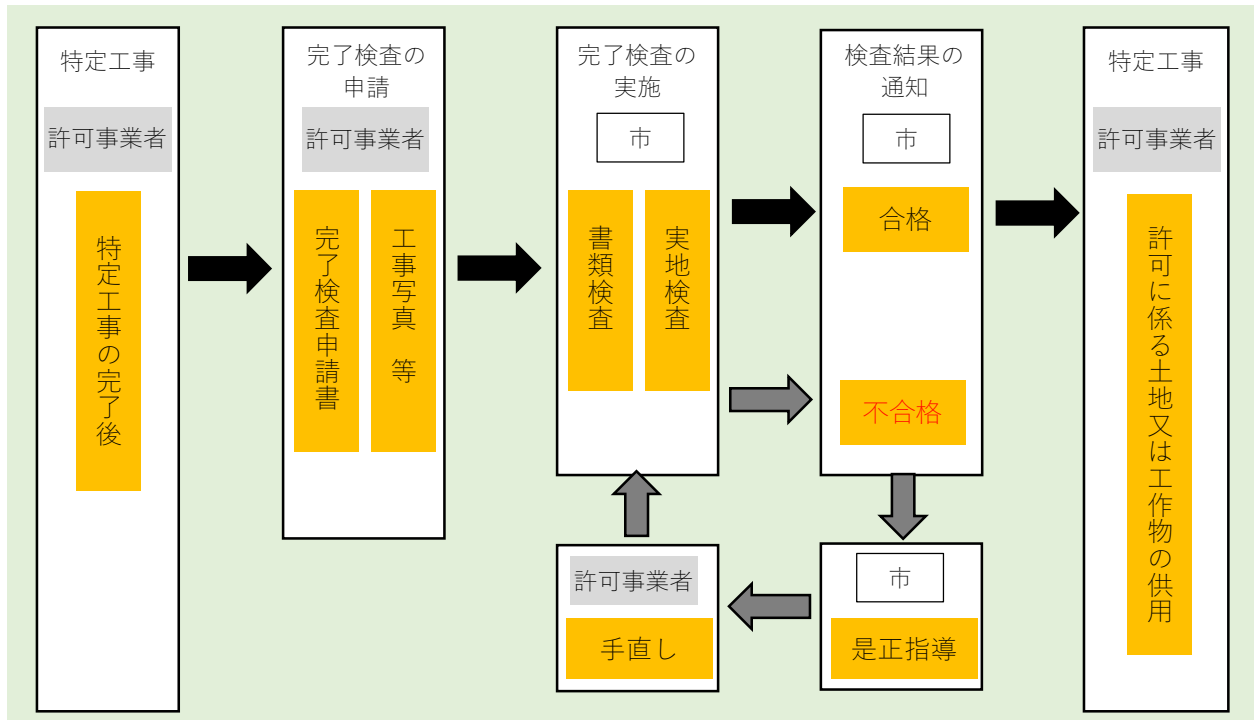 特定工事
許可事業者
特定工事の完了後
完了検査の
申請
許可事業者
完了検査申請書
工事写真 等
完了検査の
実施
市
書類検査
実地検査
検査結果の
通知
市
合格
不合格
市
是正指導
許可事業者
手直し
特定工事
許可事業者
許可に係る土地又は工作物の供用